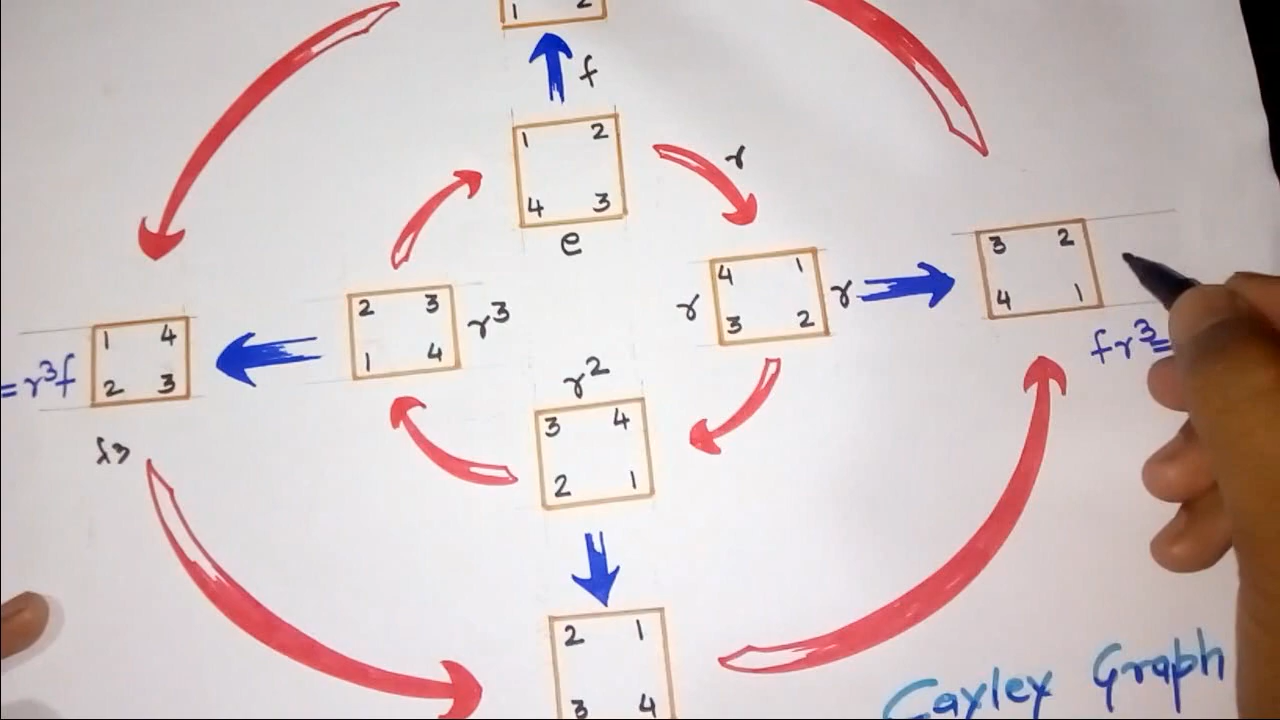 1 2
f
1 2
4 3
e
r
3 2
4 1
4 1
3 2
r
r
2 3
1 4
r³
1 4
2 3
=r³f
fr³=
r²
3 4
2 1
2 1
3 4
Cayley Graph